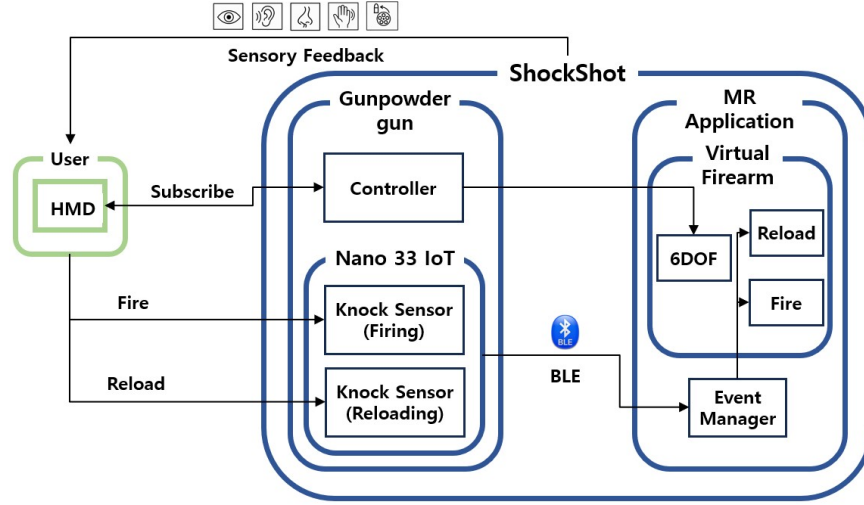 Sensory Feedback
ShockShot
Gunpowder
gun
MR
Application
User
HMD
Subscribe
Controller
Virtual
Firearm
Reload
6DOF
Fire
Nano 33 IoT
Fire
Knock Sensor
(Firing)
BLE
BLE
Reload
Knock Sensor
(Reloading)
Event
Manager